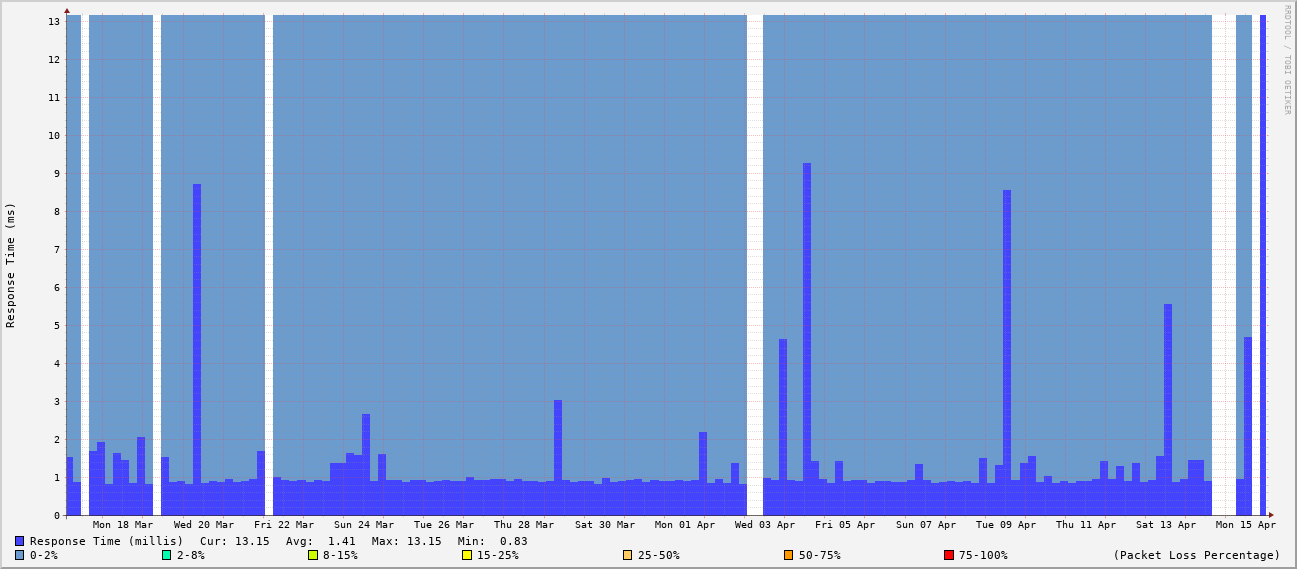 RRDTOOL / TOBI OETIKER
Response Time (ms)
13
12
11
10
9
8
7
6
5
4
3
2
1
0
Mon 18 Mar Wed 20 Mar Fri 22 Mar Sun 24 Mar Tue 26 Mar Thu 28 Mar Sat 30 Mar Mon 01 Apr Wed 03 Apr Fri 05 Apr Sun 07 Apr Tue 09 Apr Thu 11 Apr Sat 13 Apr Mon 15 Apr
Response Time (millis) Cur: 13.15 Avg: 1.41 Max: 13.15 Min: 0.83
0-2% 2-8% 8-15% 15-25% 25-50% 50-75% 75-100% (Packet Loss Percentage)